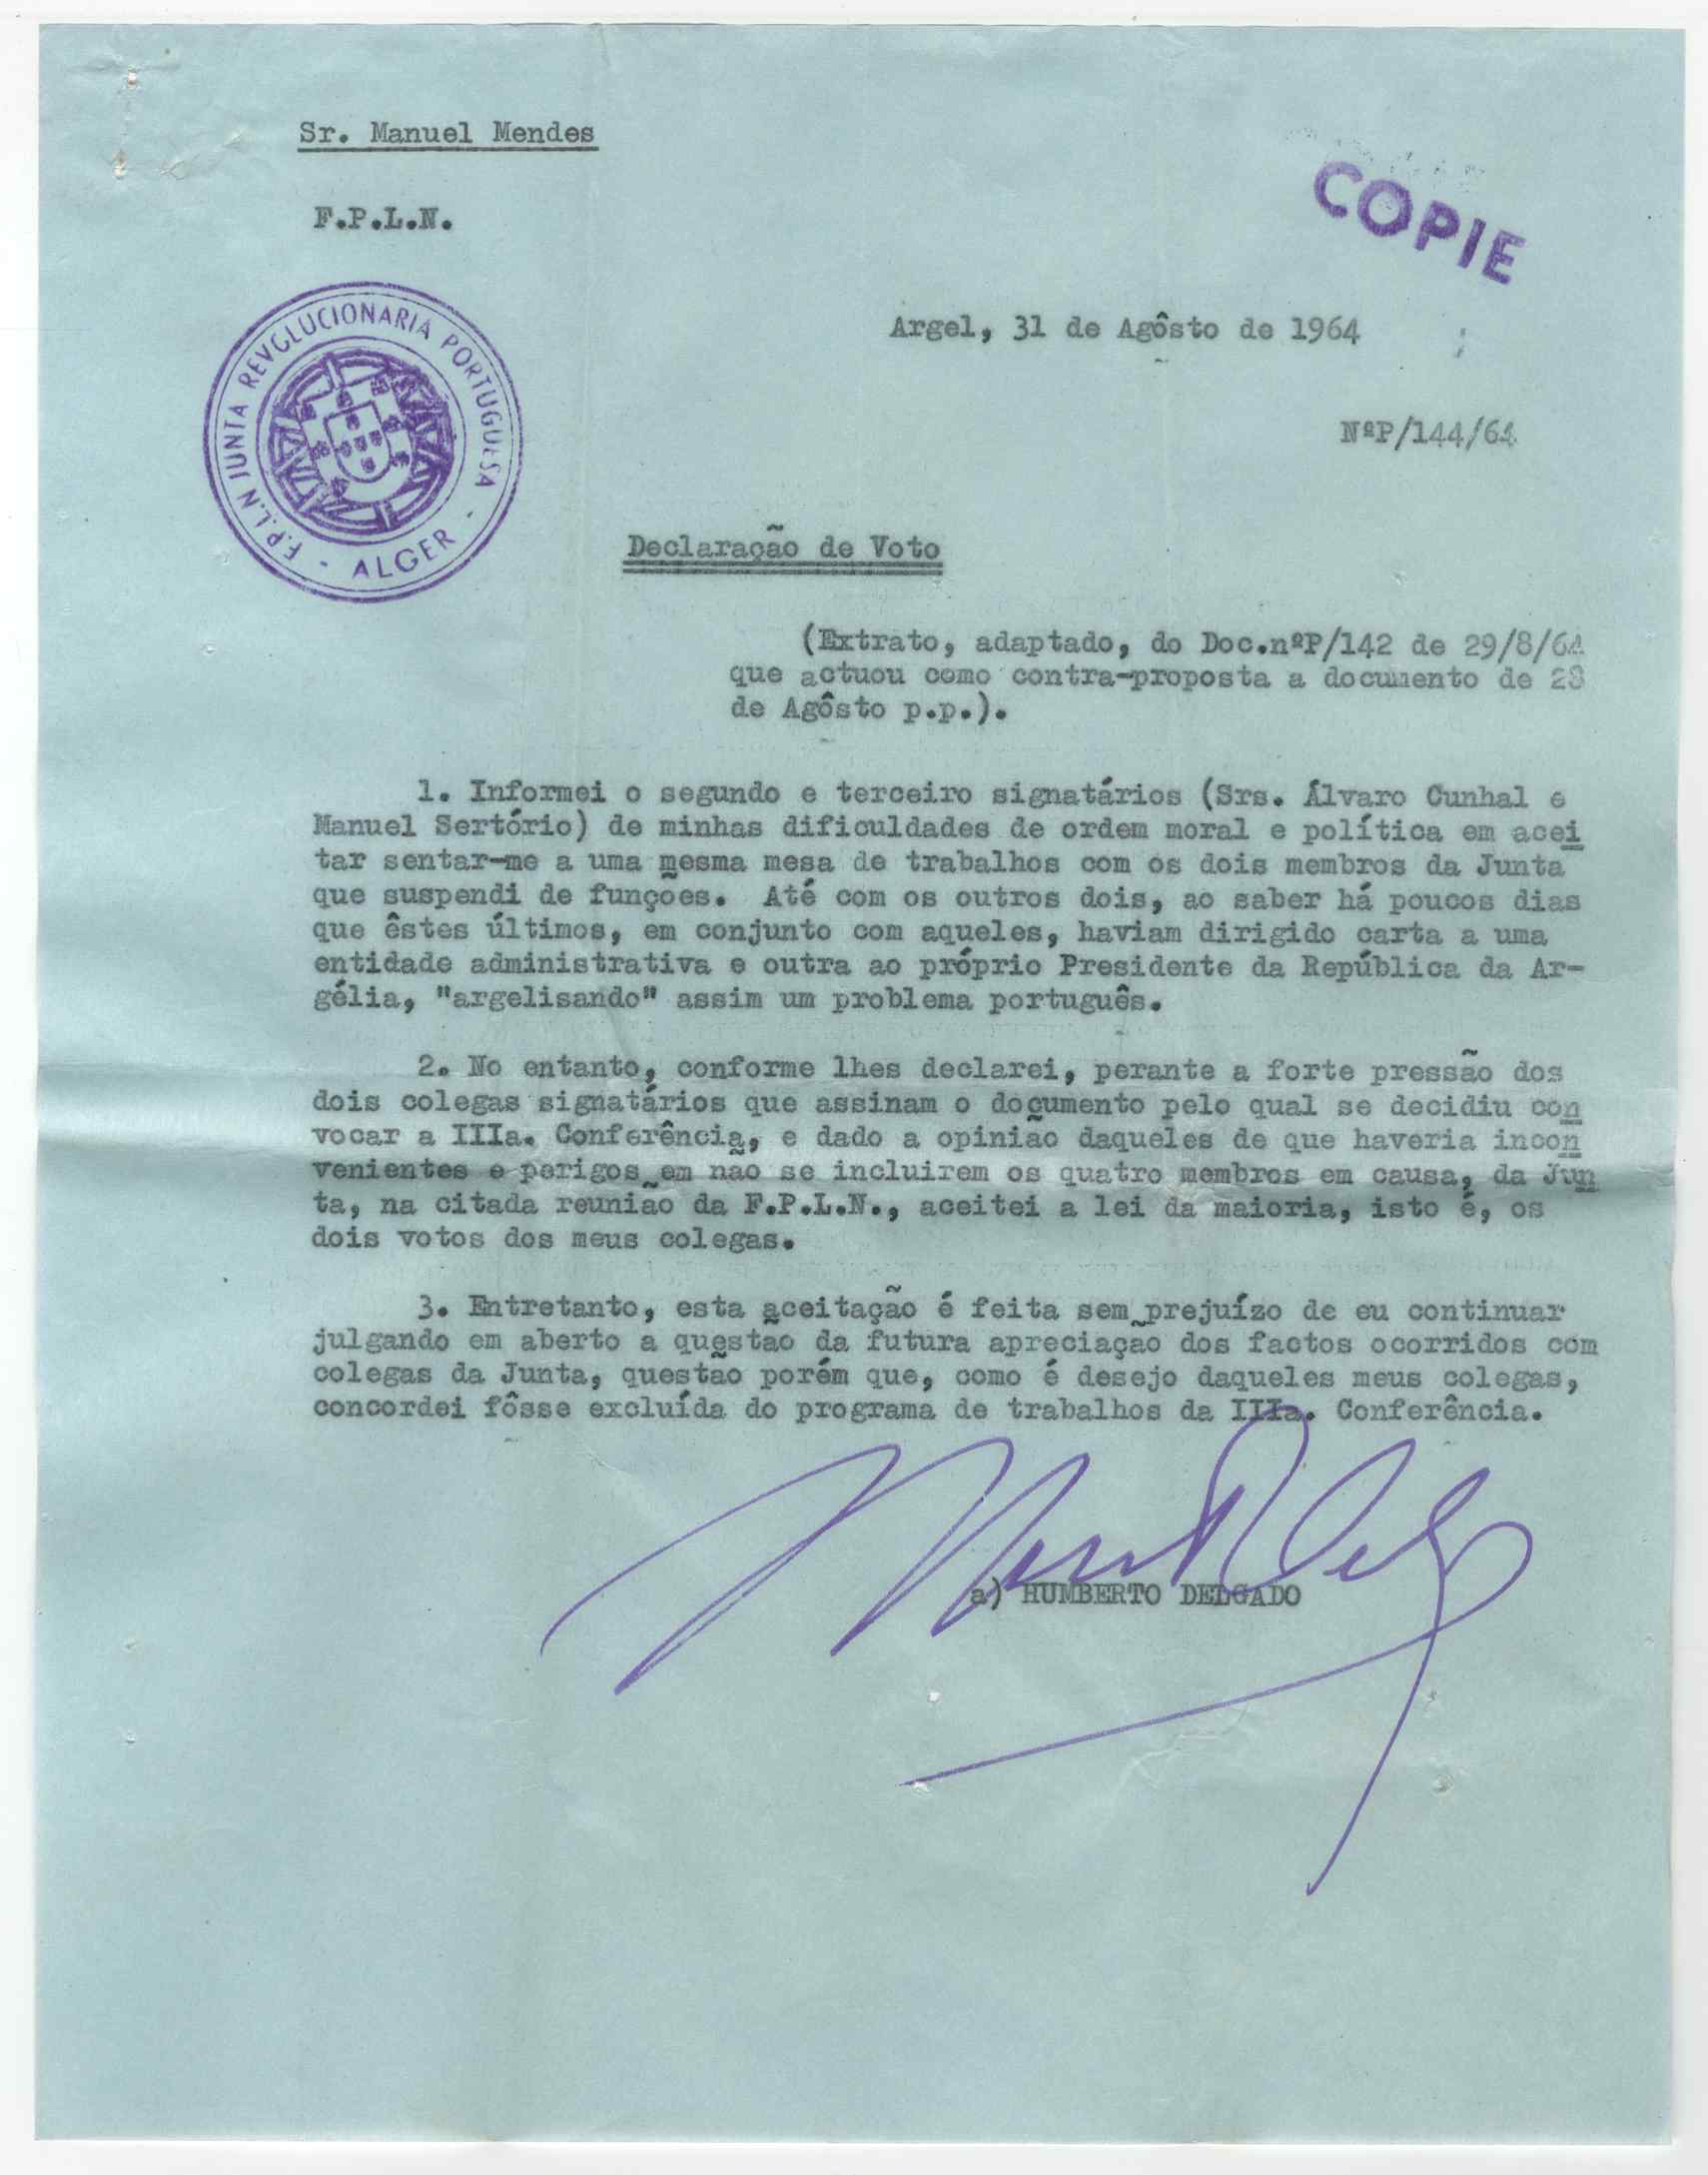 Sr. Manuel Mendes
F.P.L.N.
COPIE
F.P.L.N JUNTA REVOLUCIONARIA PORTUGUESA - ALGER -
Argel, 31 de Agôsto de 1964
NºP/144/64
Declaração de Voto
(Extrato, adaptado, do Doc.nºP/142 de 29/8/64
que actuou como contra-proposta a documento de 28
de Agôsto p.p.).
1. Informei o segundo e terceiro signatários (Srs. Álvaro Cunhal e
Manuel Sertório) de minhas dificuldades de ordem moral e política em acei
tar sentar-me a uma mesma mesa de trabalhos com os dois membros da Junta
que suspendi de funções. Até com os outros dois, ao saber há poucos dias
que êstes últimos, em conjunto com aqueles, haviam dirigido carta a uma
entidade administrativa e outra ao próprio Presidente da República da Ar-
gélia, "argelisando" assim um problema português.
2. No entanto, conforme lhes declarei, perante a forte pressão dos
dois colegas signatários que assinam o documento pelo qual se decidiu con
vocar a IIIa. Conferência, e dado a opinião daqueles de que haveria incon
venientes e perigos em não se incluirem os quatro membros em causa, da Jun
ta, na citada reunião da F.P.L.N., aceitei a lei da maioria, isto é, os
dois votos dos meus colegas.
3. Entretanto, esta aceitação é feita sem prejuízo de eu continuar
julgando em aberto a questão da futura apreciação dos factos ocorridos com
colegas da Junta, questão porém que, como é desejo daqueles meus colegas,
concordei fôsse excluída do programa de trabalhos da IIIa. Conferência.
a) HUMBERTO DELGADO